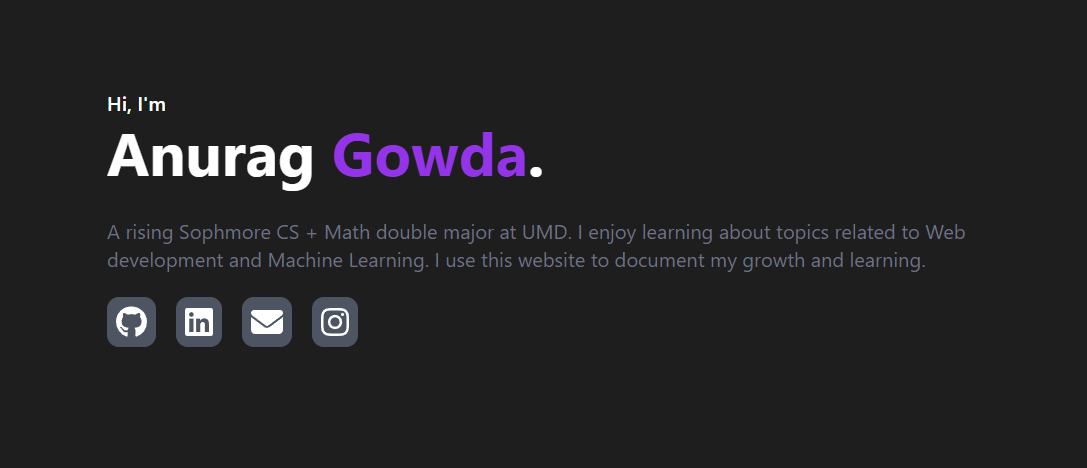 Hi, I'm
Anurag Gowda.
A rising Sophmore CS + Math double major at UMD. I enjoy learning about topics related to Web
development and Machine Learning. I use this website to document my growth and learning.
in